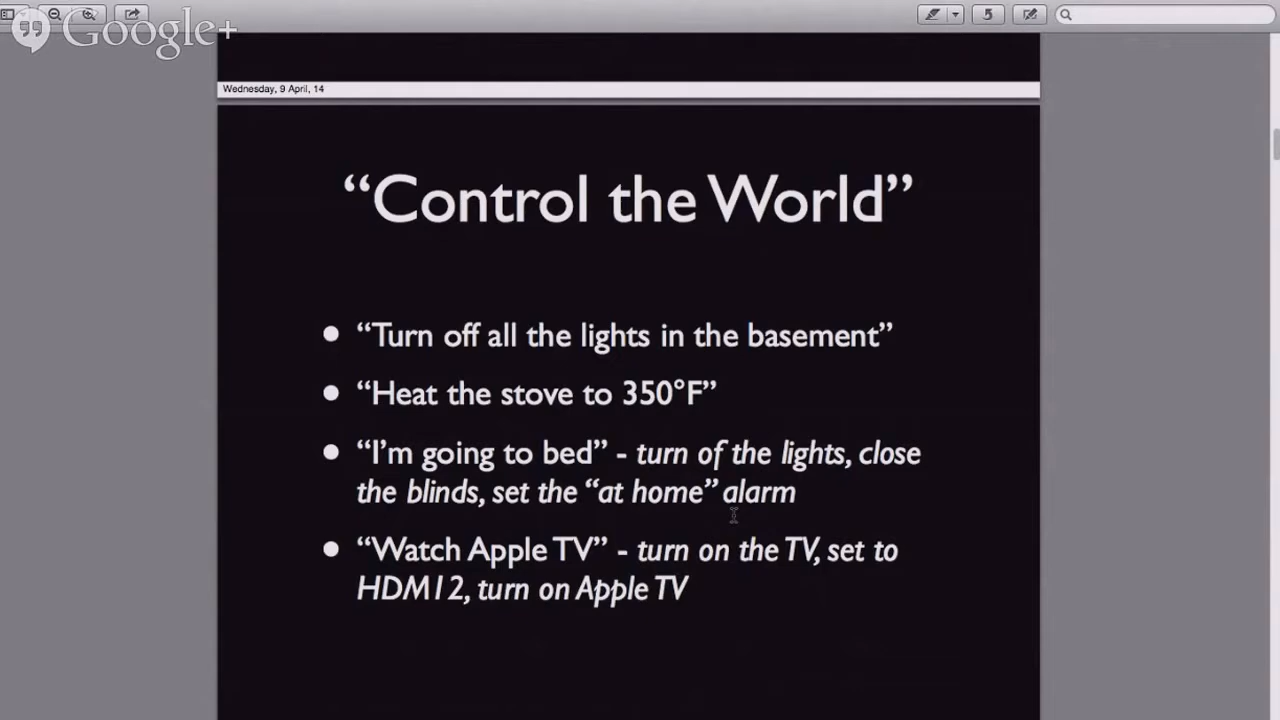 Google+
Wednesday, 9 April, 14
“Control the World”
“Turn off all the lights in the basement”
“Heat the stove to 350°F”
“I’m going to bed” - turn of the lights, close
the blinds, set the “at home” alarm
“Watch Apple TV” - turn on the TV, set to
HDM12, turn on Apple TV